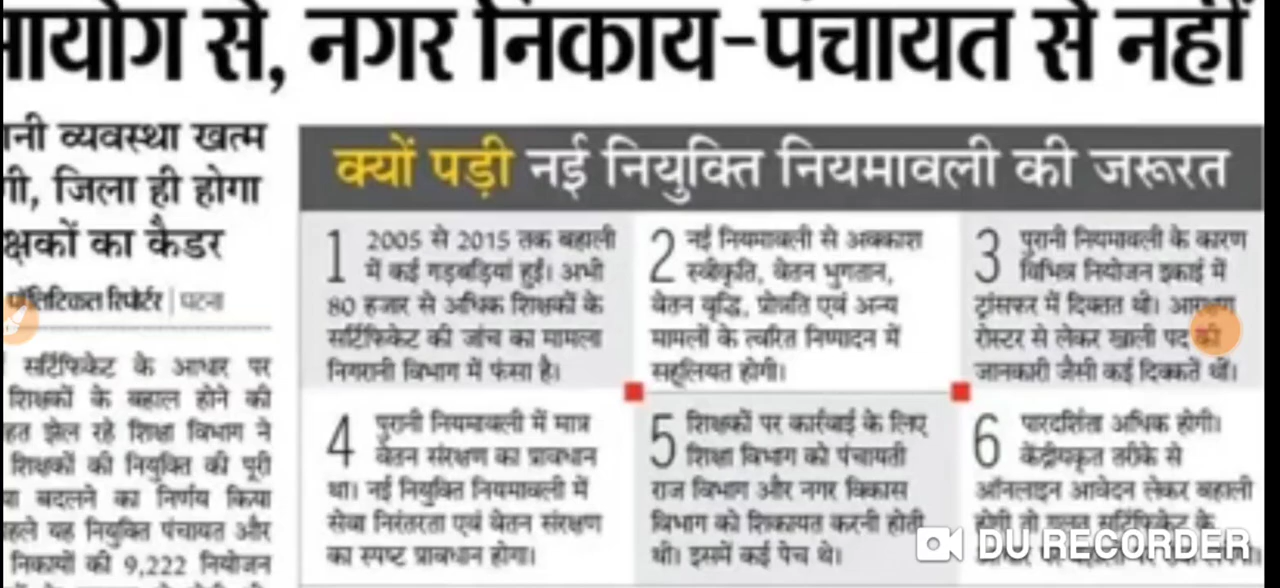 आयोग से, नगर निकाय-पंचायत से नहीं
व्यवस्था खत्म
जिला ही होगा
का कैडर
पॉलिटिकल रिपोर्टर | पटना
सर्टिफिकेट के आधार पर
शिक्षकों के बहाल होने की
झेल रहे शिक्षा विभाग ने
शिक्षकों की नियुक्ति की पूरी
बदलने का निर्णय किया
यह नियुक्ति पंचायत और
निकायों की 9,222 नियोजन
क्यों पड़ी नई नियुक्ति नियमावली की जरूरत
1 2005 से 2015 तक बहाली
में कई गड़बड़ियां हुईं। अभी
80 हजार से अधिक शिक्षकों के
सर्टिफिकेट की जांच का मामला
निगरानी विभाग में फंसा है।
2 नई नियमावली से अवकाश
स्वीकृति, वेतन भुगतान,
वेतन वृद्धि, प्रोन्नति एवं अन्य
मामलों के त्वरित निष्पादन में
सहूलियत होगी।
3 पुरानी नियमावली के कारण
विभिन्न नियोजन इकाई में
ट्रांसफर में दिक्कत थी। आरक्षण
रोस्टर से लेकर खाली पद की
जानकारी जैसी कई दिक्कतें थीं।
4 पुरानी नियमावली में मात्र
वेतन संरक्षण का प्रावधान
था। नई नियुक्ति नियमावली में
सेवा निरंतरता एवं वेतन संरक्षण
का स्पष्ट प्रावधान होगा।
5 शिक्षकों पर कार्रवाई के लिए
शिक्षा विभाग को पंचायती
राज विभाग और नगर विकास
विभाग को शिकायत करनी होती
थी। इसमें कई पेच थे।
6 पारदर्शिता अधिक होगी।
केंद्रीयकृत तरीके से
ऑनलाइन आवेदन लेकर बहाली
होगी तो गलत सर्टिफिकेट के
DU RECORDER